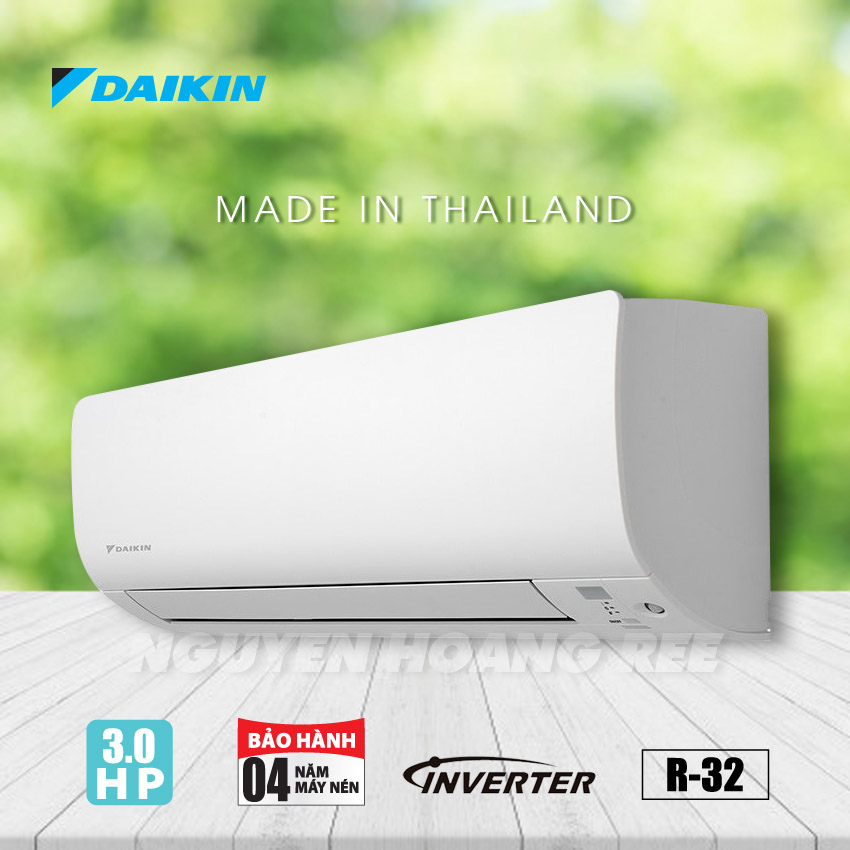 DAIKIN
MADE IN THAILAND
DAIKIN
NGUYEN HOANG REE
3.0
HP
BẢO HÀNH
04 NĂM
MÁY NÉN
INVERTER
R-32